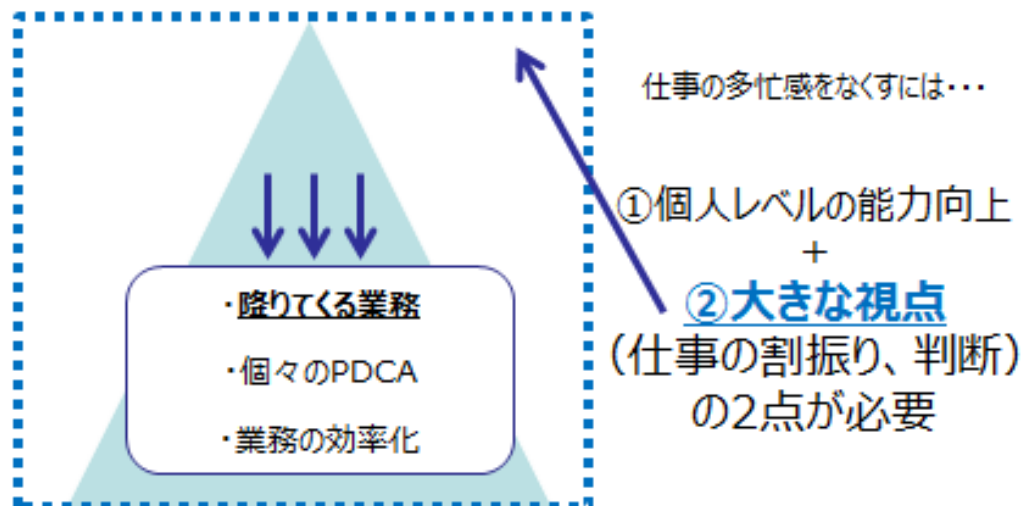 仕事の多忙感をなくすには・・・
①個人レベルの能力向上
+
②大きな視点
(仕事の割振り、判断)
の2点が必要
・降りてくる業務
・個々のPDCA
・業務の効率化